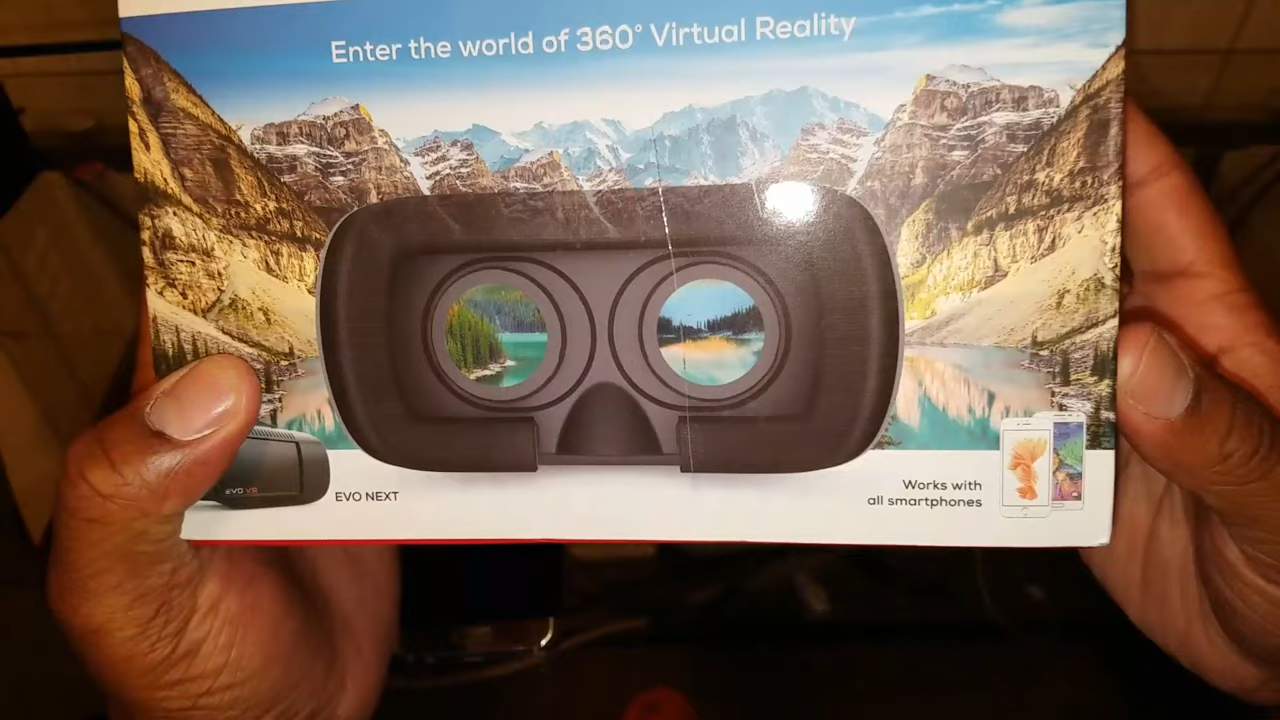 Enter the world of 360° Virtual Reality
EVO VR
EVO NEXT
Works with
all smartphones